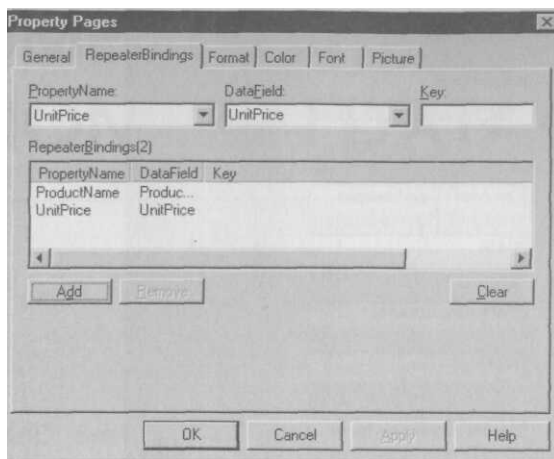 Property Pages
General RepeaterBindings Format Color Font Picture
PropertyName: DataField: Key:
UnitPrice UnitPrice
RepeaterBindings(2)
PropertyName DataField Key
ProductName Produc...
UnitPrice UnitPrice
Add Remove Clear
OK Cancel Apply Help